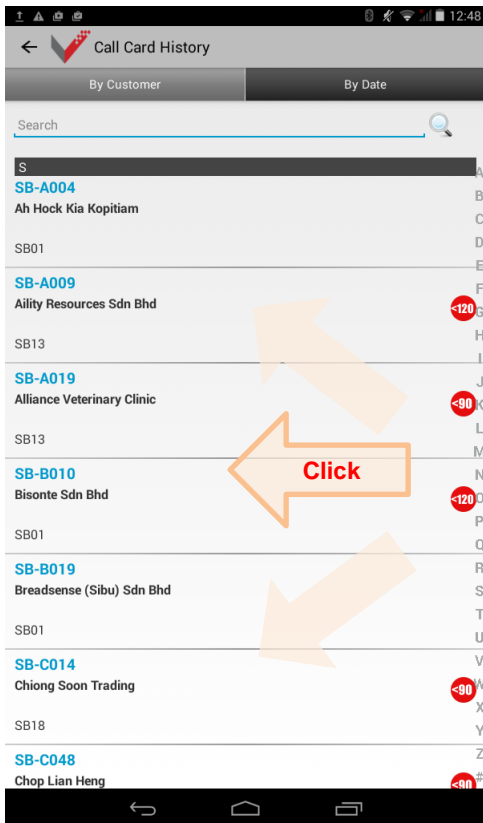 12:48
Call Card History
By Customer
By Date
Search
S
SB-A004
Ah Hock Kia Kopitiam
SB01
SB-A009
Aility Resources Sdn Bhd
<120
SB13
SB-A019
Alliance Veterinary Clinic
<90
SB13
Click
SB-B010
Bisonte Sdn Bhd
<120
SB01
SB-B019
Breadsense (Sibu) Sdn Bhd
SB01
SB-C014
Chiong Soon Trading
<90
SB18
SB-C048
Chop Lian Heng
<90
A
B
C
D
E
F
G
H
I
J
K
L
M
N
O
P
Q
R
S
T
U
V
W
X
Y
Z
#